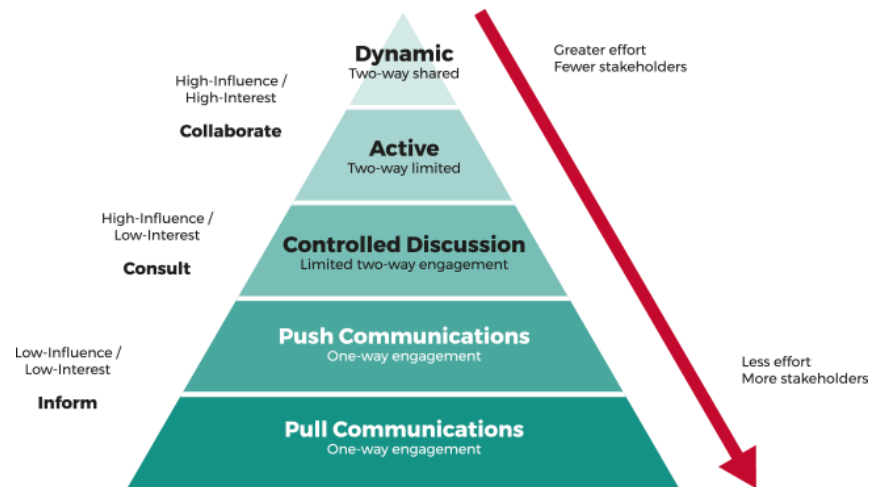 Dynamic
Two-way shared
Greater effort
Fewer stakeholders
High-Influence /
High-Interest
Collaborate
Active
Two-way limited
High-Influence /
Low-Interest
Consult
Controlled Discussion
Limited two-way engagement
Push Communications
One-way engagement
Low-Influence /
Low-Interest
Inform
Less effort
More stakeholders
Pull Communications
One-way engagement